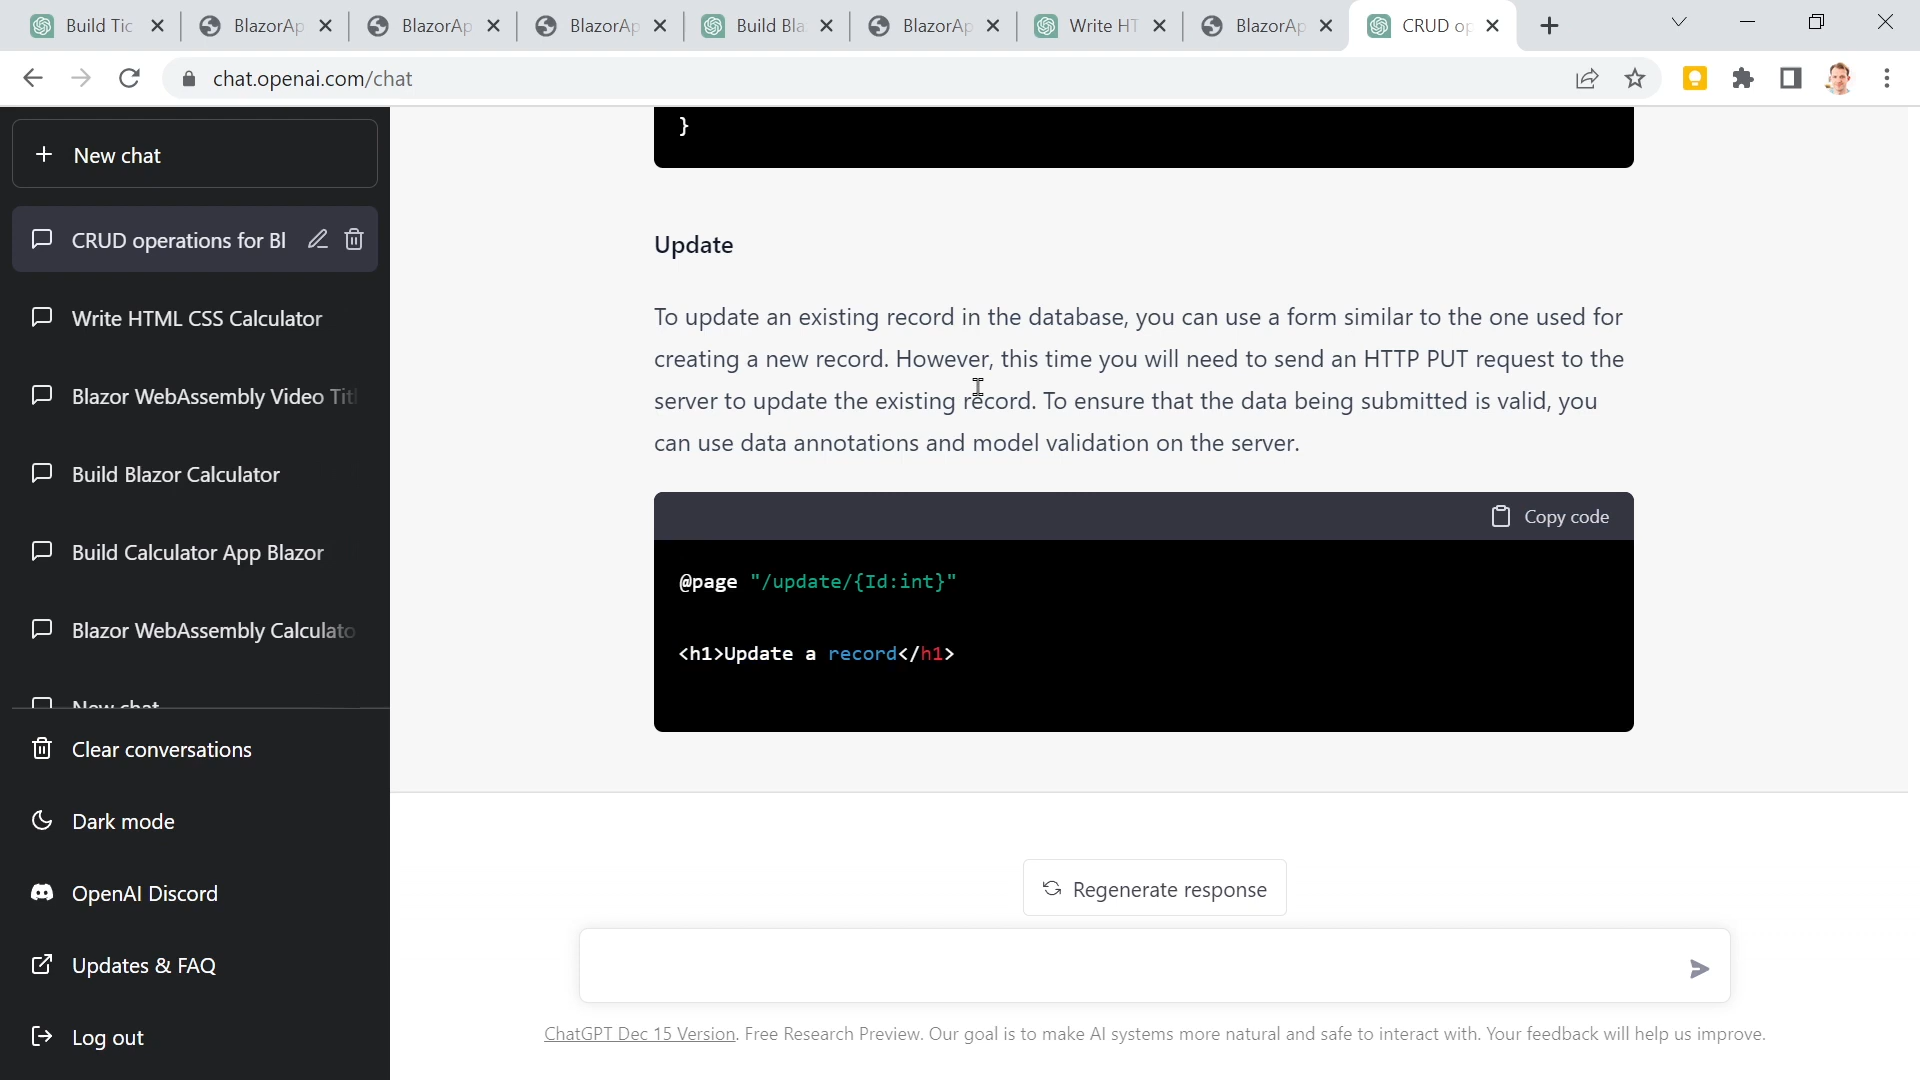 Build Tic
BlazorAp
BlazorAp
BlazorAp
Build Bla
BlazorAp
Write HT
BlazorAp
CRUD op
chat.openai.com/chat
New chat
CRUD operations for Bl
Write HTML CSS Calculator
Blazor WebAssembly Video Titl
Build Blazor Calculator
Build Calculator App Blazor
Blazor WebAssembly Calculato
New chat
Clear conversations
Dark mode
OpenAI Discord
Updates & FAQ
Log out
}
Update
To update an existing record in the database, you can use a form similar to the one used for
creating a new record. However, this time you will need to send an HTTP PUT request to the
server to update the existing record. To ensure that the data being submitted is valid, you
can use data annotations and model validation on the server.
Copy code
@page "/update/{Id:int}"
<h1>Update a record</h1>
Regenerate response
ChatGPT Dec 15 Version. Free Research Preview. Our goal is to make AI systems more natural and safe to interact with. Your feedback will help us improve.